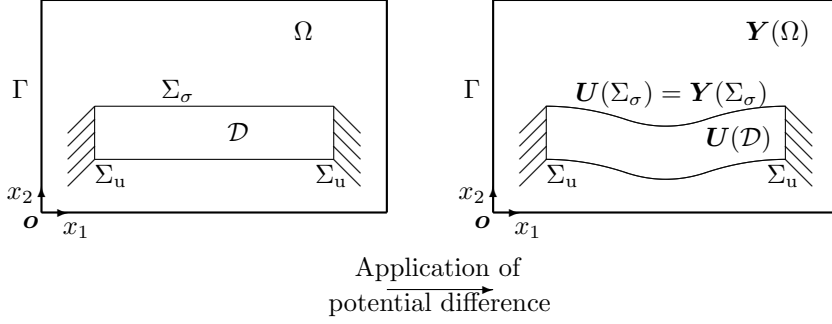 Ω
Γ
Σ_σ
𝒟
Σ_u Σ_u
x_2
o x_1
Y(Ω)
Γ
U(Σ_σ) = Y(Σ_σ)
U(𝒟)
Σ_u Σ_u
x_2
o x_1
Application of
potential difference